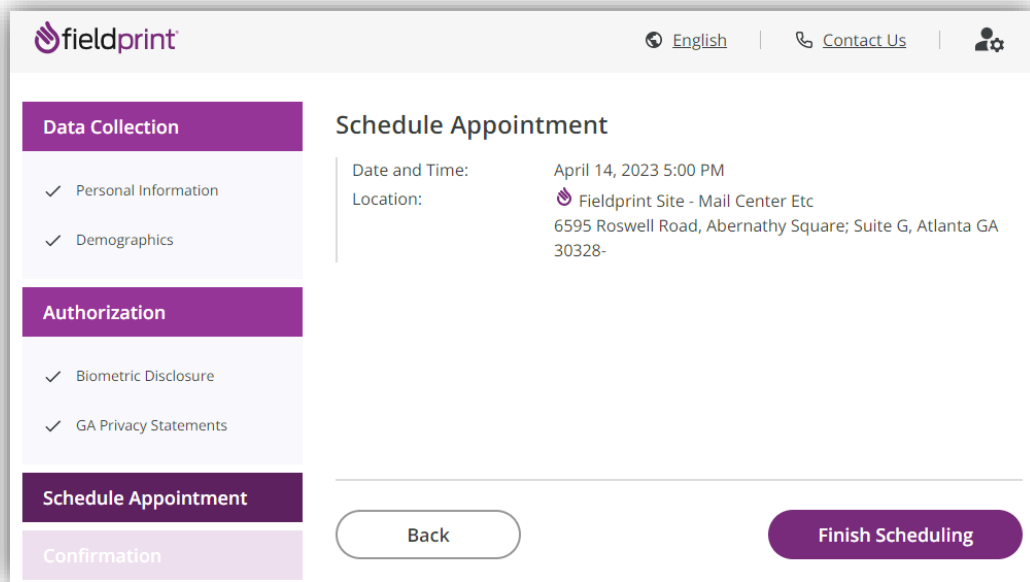 fieldprint
English
Contact Us
Data Collection
Personal Information
Demographics
Authorization
Biometric Disclosure
GA Privacy Statements
Schedule Appointment
Confirmation
Schedule Appointment
Date and Time: April 14, 2023 5:00 PM
Location: Fieldprint Site - Mail Center Etc
6595 Roswell Road, Abernathy Square; Suite G, Atlanta GA
30328-
Back
Finish Scheduling